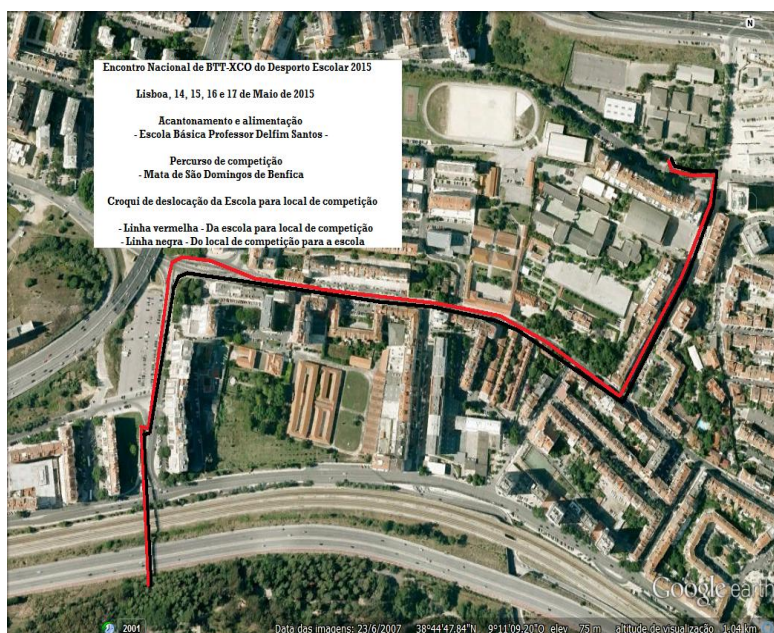 N
Encontro Nacional de BTT-XCO do Desporto Escolar 2015
Lisboa, 14, 15, 16 e 17 de Maio de 2015
Acantonamento e alimentação
- Escola Básica Professor Delfim Santos -
Percurso de competição
- Mata de São Domingos de Benfica
Croqui de deslocação da Escola para local de competição
- Linha vermelha - Da escola para local de competição
- Linha negra - Do local de competição para a escola
Google earth
2001 Data das imagens: 23/6/2007 38°44'47.84"N 9°11'09.20"O elev 75 m altitude de visualização 1.04 km